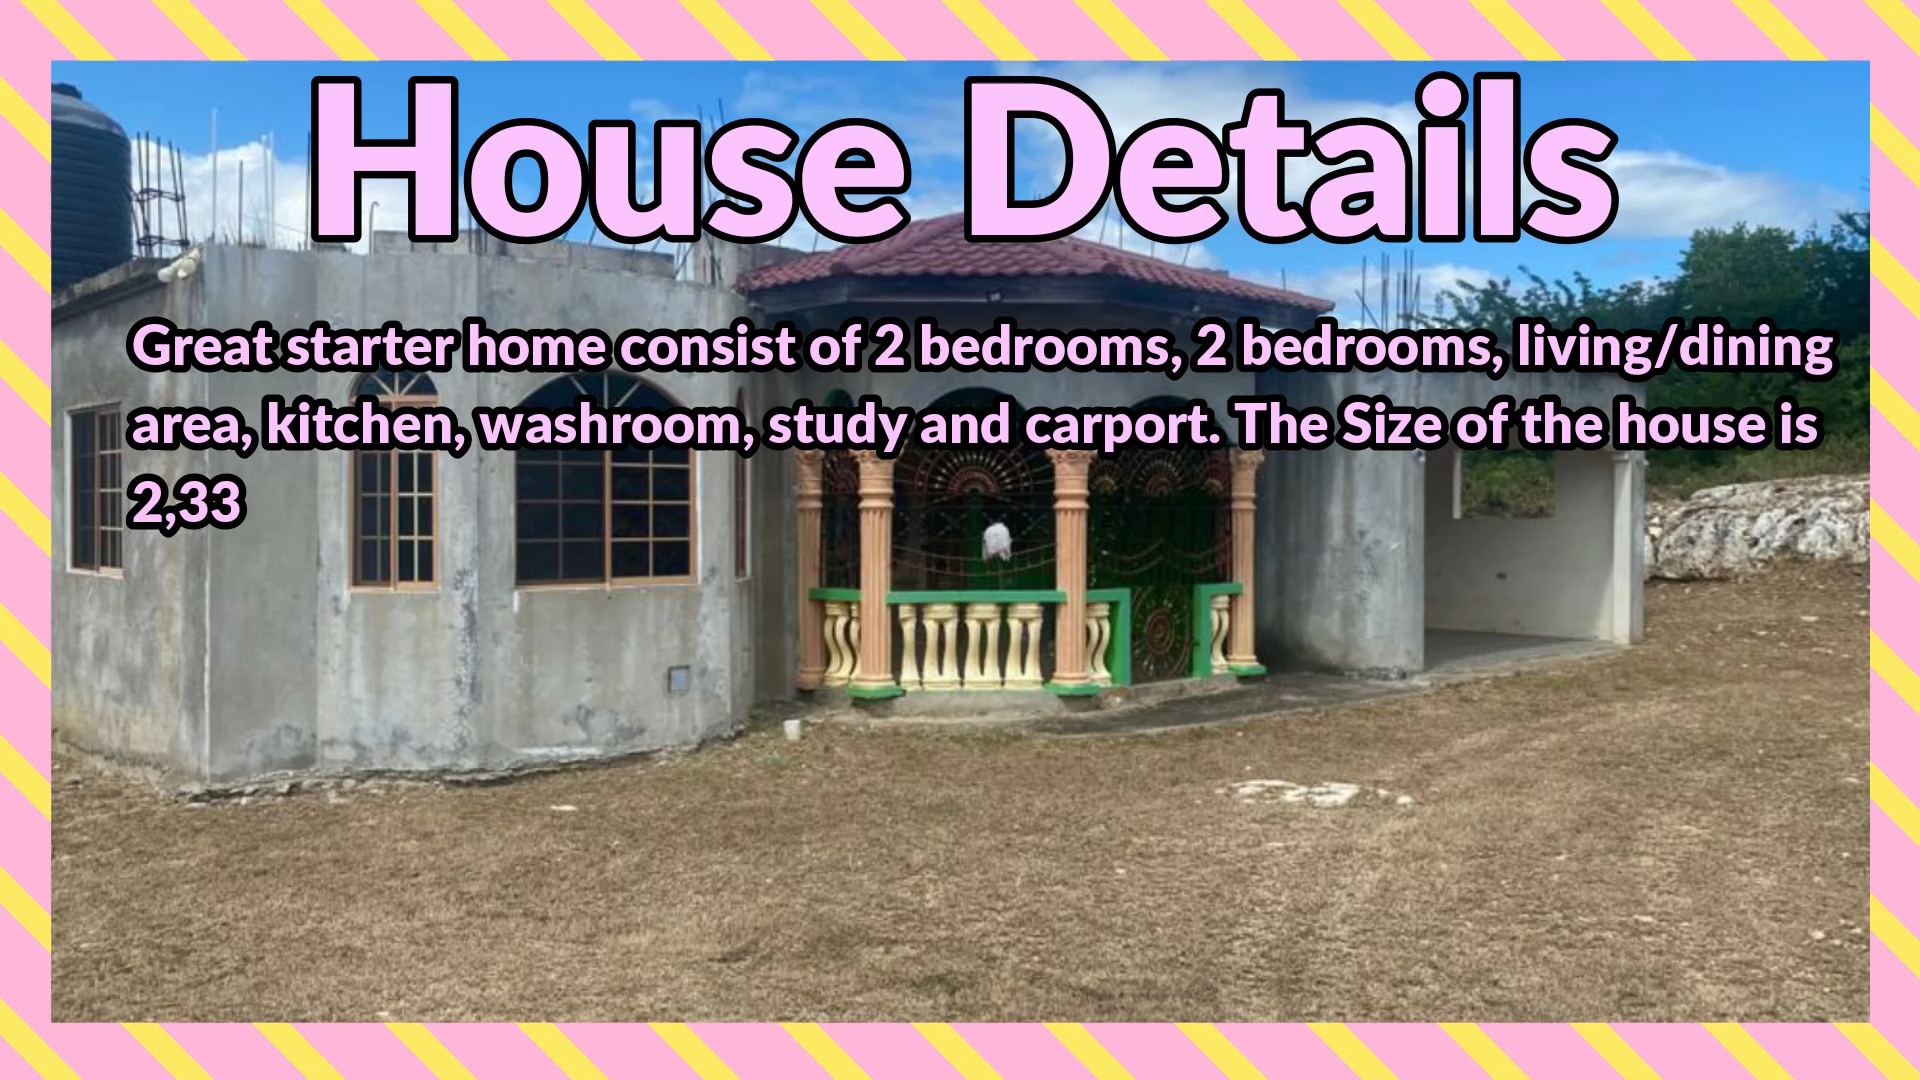 House Details
Great starter home consist of 2 bedrooms, 2 bedrooms, living/dining
area, kitchen, washroom, study and carport. The Size of the house is
2,33